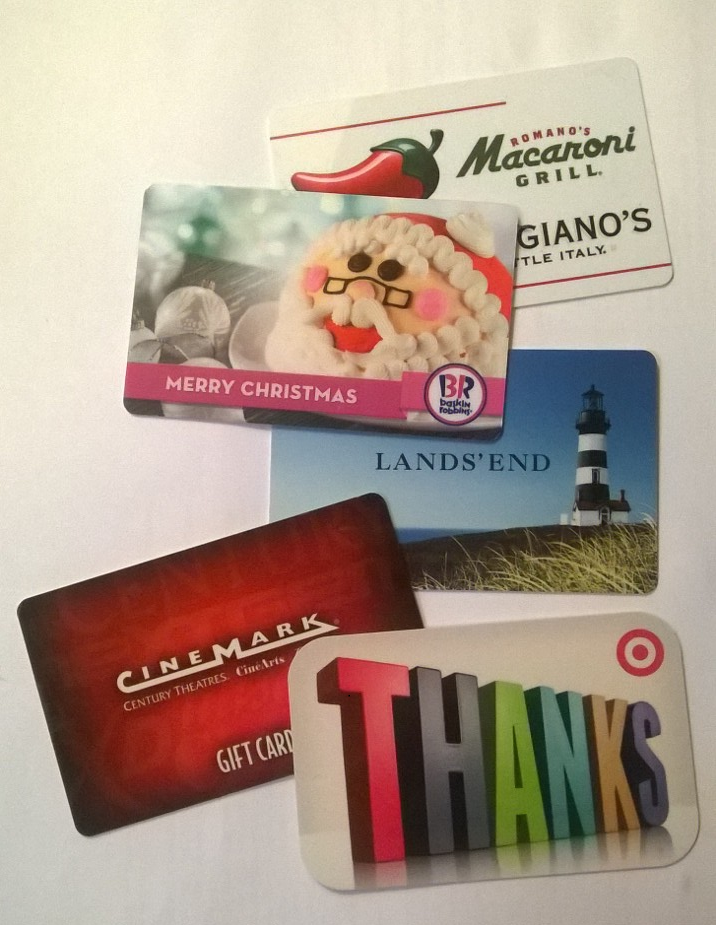 ROMANO'S
Macaroni
GRILL
GIANO'S
TTLE ITALY.
MERRY CHRISTMAS
BR
baskin
robbins
LANDS' END
CINEMARK
CENTURY THEATRES CinéArts
GIFT CARD
THANKS